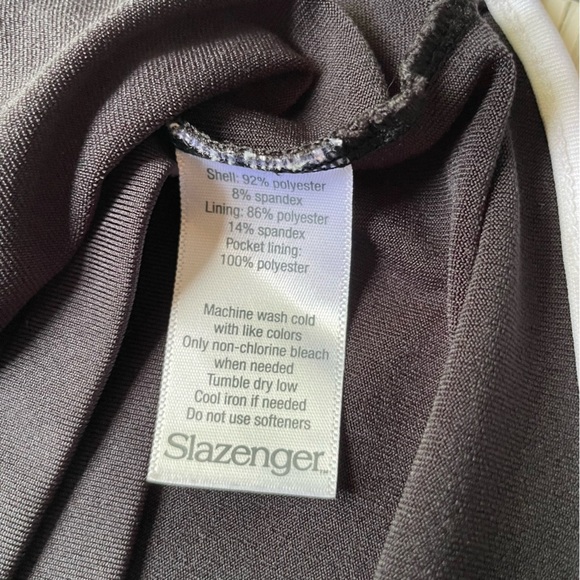 Shell: 92% polyester
8% spandex
Lining: 86% polyester
14% spandex
Pocket lining:
100% polyester
Machine wash cold
with like colors
Only non-chlorine bleach
when needed
Tumble dry low
Cool iron if needed
Do not use softeners
Slazenger™